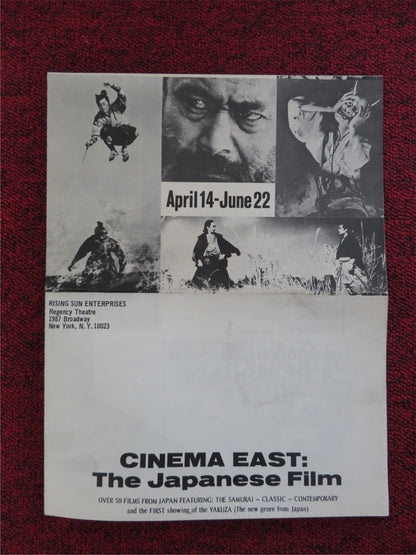 April 14-June 22
RISING SUN ENTERPRISES
Regency Theatre
1987 Broadway
New York, N. Y. 10023
CINEMA EAST:
The Japanese Film
OVER 50 FILMS FROM JAPAN FEATURING: THE SAMURAI – CLASSIC – CONTEMPORARY
and the FIRST showing of the YAKUZA (The new genre from Japan)